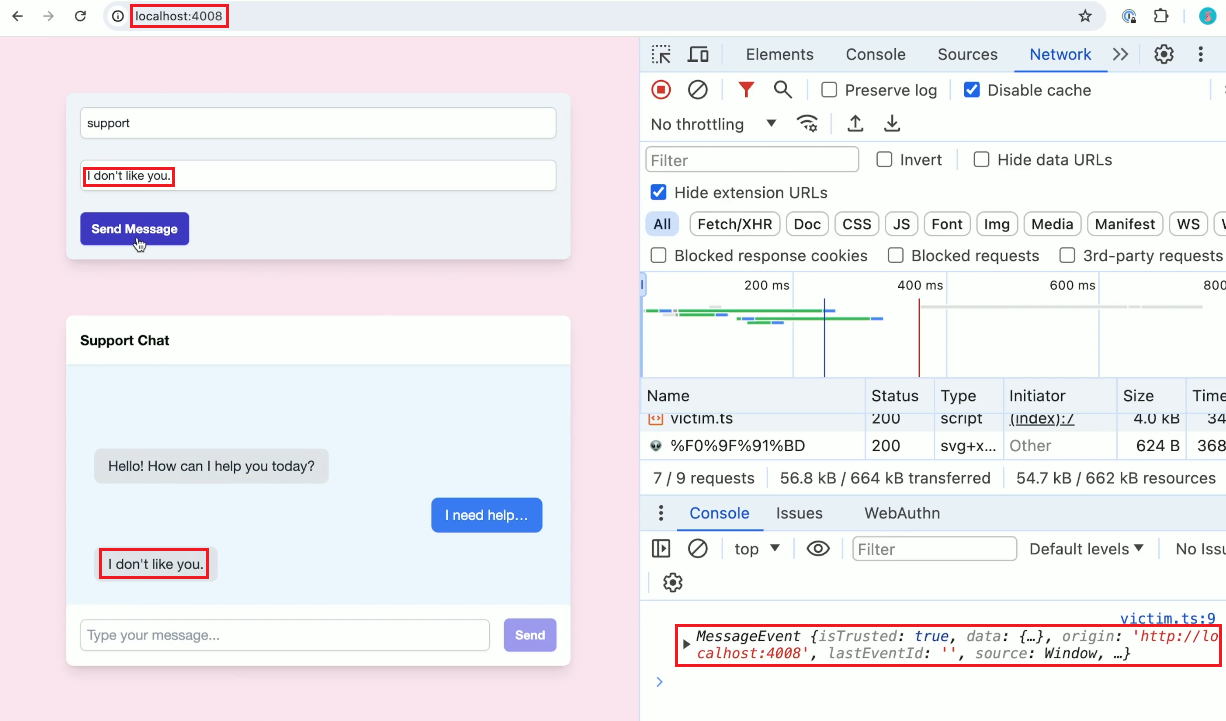 localhost:4008
support
I don't like you.
Send Message
Support Chat
Hello! How can I help you today?
I need help…
I don't like you.
Type your message...
Send
Elements Console Sources Network
Preserve log Disable cache
No throttling
Filter Invert Hide data URLs
Hide extension URLs
All Fetch/XHR Doc CSS JS Font Img Media Manifest WS
Blocked response cookies Blocked requests 3rd-party requests
200 ms 400 ms 600 ms 800
Name Status Type Initiator Size Time
victim.ts 200 script (index):7 4.0 kB 34
%F0%9F%91%BD 200 svg+x… Other 624 B 368
7 / 9 requests 56.8 kB / 664 kB transferred 54.7 kB / 662 kB resources
Console Issues WebAuthn
top Filter Default levels No Issu
victim.ts:9
MessageEvent {isTrusted: true, data: {…}, origin: 'http://lo
calhost:4008', lastEventId: '', source: Window, …}